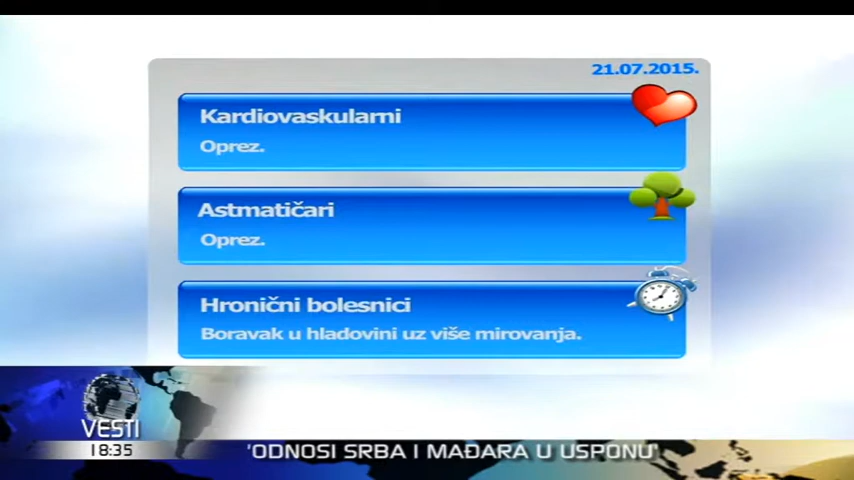 21.07.2015.
Kardiovaskularni
Oprez.
Astmatičari
Oprez.
Hronični bolesnici
Boravak u hladovini uz više mirovanja.
VESTI
18:35
'ODNOSI SRBA I MAĐARA U USPONU'